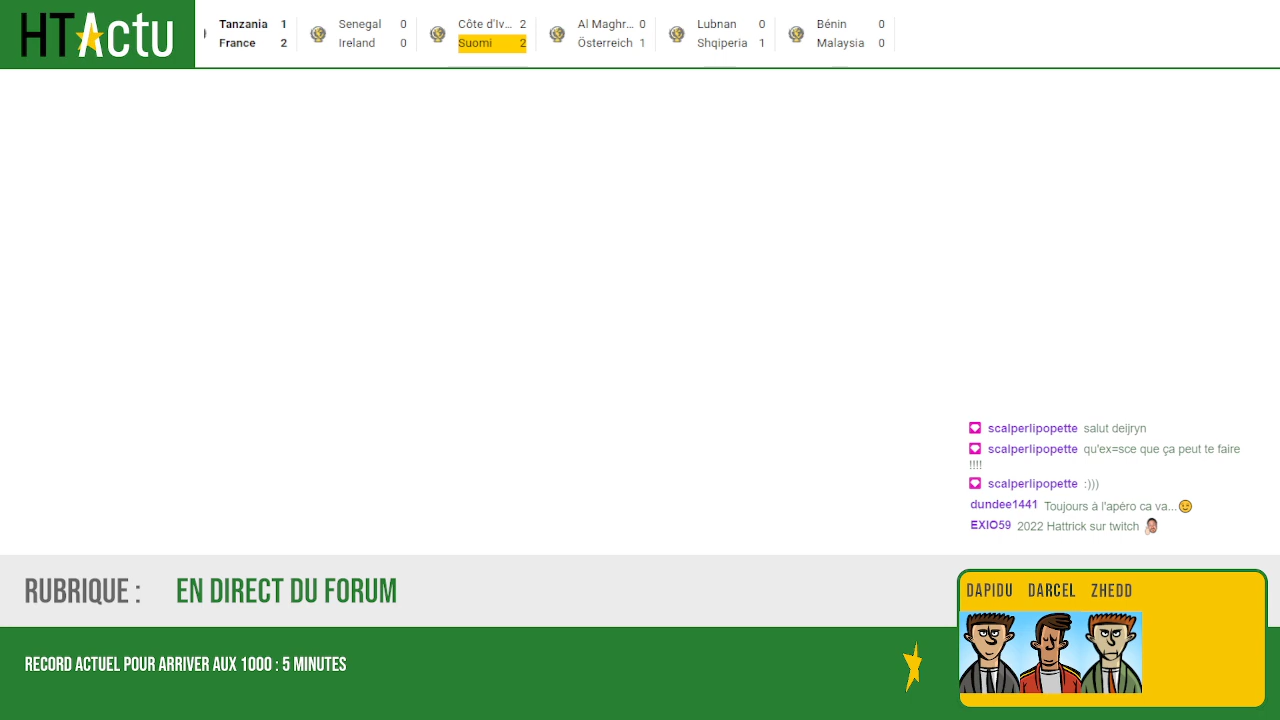 HTActu
Tanzania 1
France 2
Senegal 0
Ireland 0
Côte d'Iv... 2
Suomi 2
Al Maghr... 0
Österreich 1
Lubnan 0
Shqiperia 1
Bénin 0
Malaysia 0
scalperlipopette salut deijryn
scalperlipopette qu'ex=sce que ça peut te faire
!!!!
scalperlipopette :)))
dundee1441 Toujours à l'apèro ca va...
EXIO59 2022 Hattrick sur twitch
RUBRIQUE : EN DIRECT DU FORUM
DAPIDU DARCEL ZHEDD
RECORD ACTUEL POUR ARRIVER AUX 1000 : 5 MINUTES